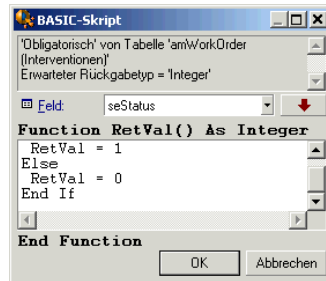 BASIC-Skript
'Obligatorisch' von Tabelle 'amWorkOrder
(Interventionen)'
Erwarteter Rückgabetyp = 'Integer'
Feld: seStatus
Function RetVal() As Integer
RetVal = 1
Else
RetVal = 0
End If
End Function
OK Abbrechen